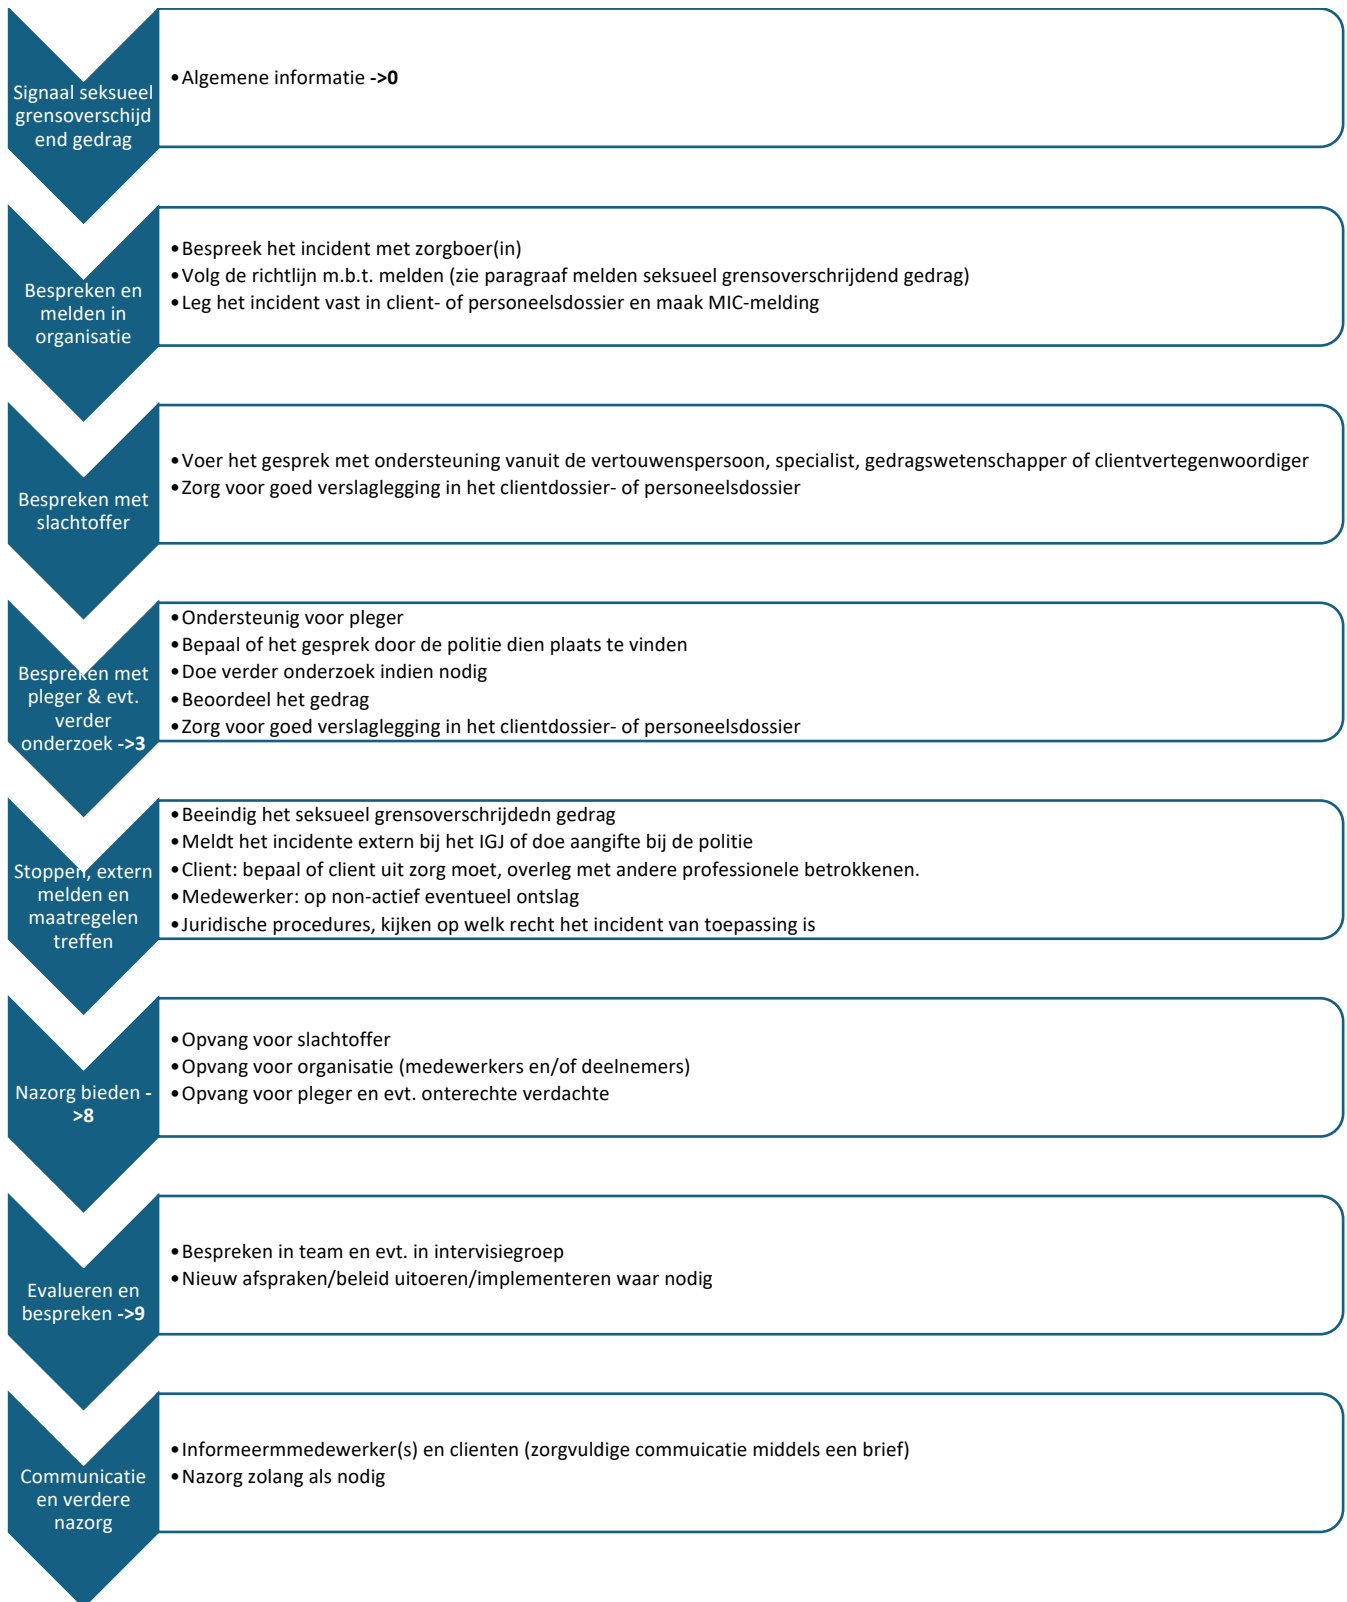 Signaal seksueel
grensoverschijd
end gedrag
•Algemene informatie ->0
Bespreken en
melden in
organisatie
•Bespreek het incident met zorgboer(in)
•Volg de richtlijn m.b.t. melden (zie paragraaf melden seksueel grensoverschrijdend gedrag)
•Leg het incident vast in client- of personeelsdossier en maak MIC-melding
Bespreken met
slachtoffer
•Voer het gesprek met ondersteuning vanuit de vertouwenspersoon, specialist, gedragswetenschapper of clientvertegenwoordiger
•Zorg voor goed verslaglegging in het clientdossier- of personeelsdossier
Bespreken met
pleger & evt.
verder
onderzoek ->3
•Ondersteunig voor pleger
•Bepaal of het gesprek door de politie dien plaats te vinden
•Doe verder onderzoek indien nodig
•Beoordeel het gedrag
•Zorg voor goed verslaglegging in het clientdossier- of personeelsdossier
Stoppen, extern
melden en
maatregelen
treffen
•Beeindig het seksueel grensoverschrijdedn gedrag
•Meldt het incidente extern bij het IGJ of doe aangifte bij de politie
•Client: bepaal of client uit zorg moet, overleg met andere professionele betrokkenen.
•Medewerker: op non-actief eventueel ontslag
•Juridische procedures, kijken op welk recht het incident van toepassing is
Nazorg bieden -
>8
•Opvang voor slachtoffer
•Opvang voor organisatie (medewerkers en/of deelnemers)
•Opvang voor pleger en evt. onterechte verdachte
Evalueren en
bespreken ->9
•Bespreken in team en evt. in intervisiegroep
•Nieuw afspraken/beleid uitoeren/implementeren waar nodig
Communicatie
en verdere
nazorg
•Informeermmedewerker(s) en clienten (zorgvuldige commuicatie middels een brief)
•Nazorg zolang als nodig